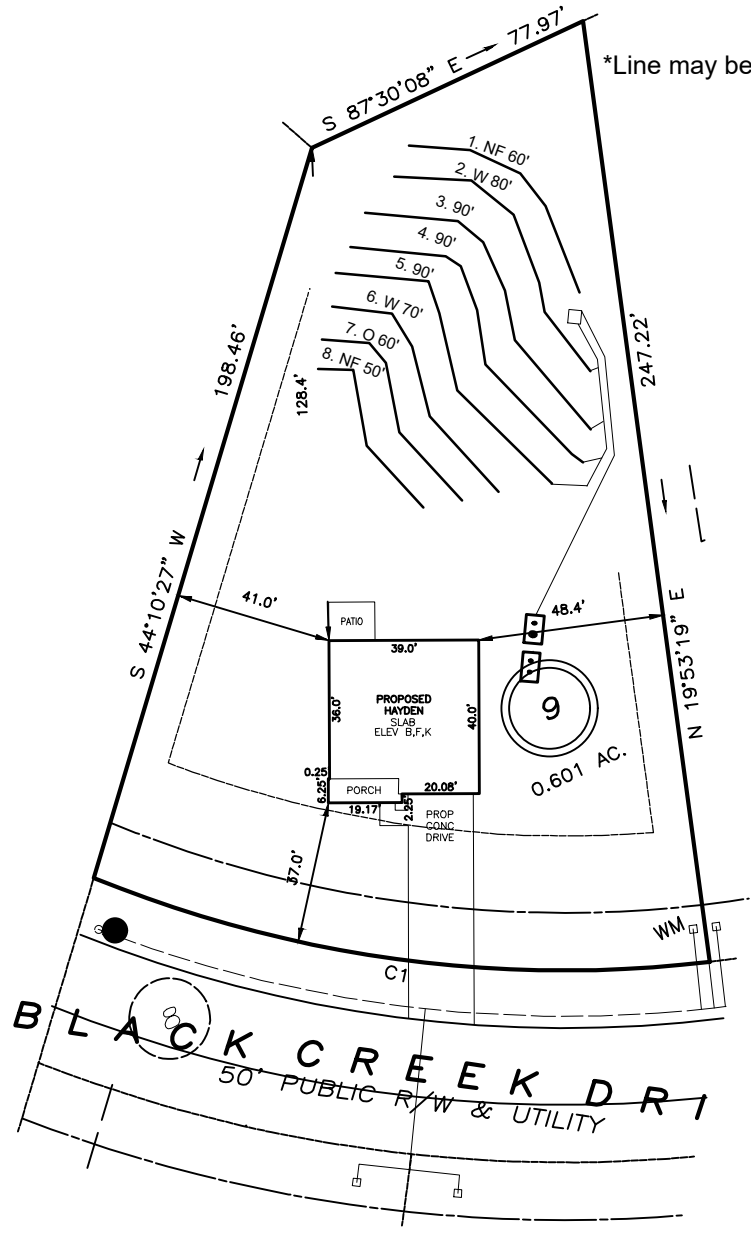 S 87°30'08" E 77.97'
*Line may be
1. NF 60'
2. W 80'
3. 90'
4. 90'
5. 90'
6. W 70'
7. O 60'
8. NF 50'
128.4'
198.46'
247.22'
S 44°10'27" W
N 19°53'19" E
41.0'
PATIO
48.4'
39.0'
36.0'
PROPOSED
HAYDEN
SLAB
ELEV B,F,K
40.0'
9
0.601 AC.
0.25
6.25'
PORCH
20.08'
19.17'
2.25'
PROP
CONC
DRIVE
37.0'
WM
C1
BLACK CREEK DRI
50' PUBLIC R/W & UTILITY